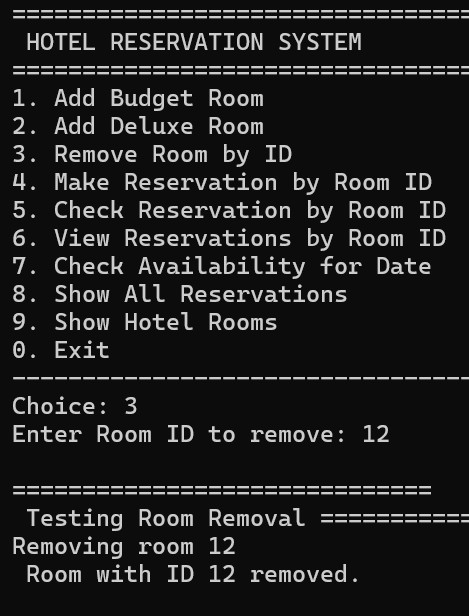 =================================
 HOTEL RESERVATION SYSTEM
=================================
1. Add Budget Room
2. Add Deluxe Room
3. Remove Room by ID
4. Make Reservation by Room ID
5. Check Reservation by Room ID
6. View Reservations by Room ID
7. Check Availability for Date
8. Show All Reservations
9. Show Hotel Rooms
0. Exit
---------------------------------
Choice: 3
Enter Room ID to remove: 12
==============================
 Testing Room Removal ===========
Removing room 12
 Room with ID 12 removed.